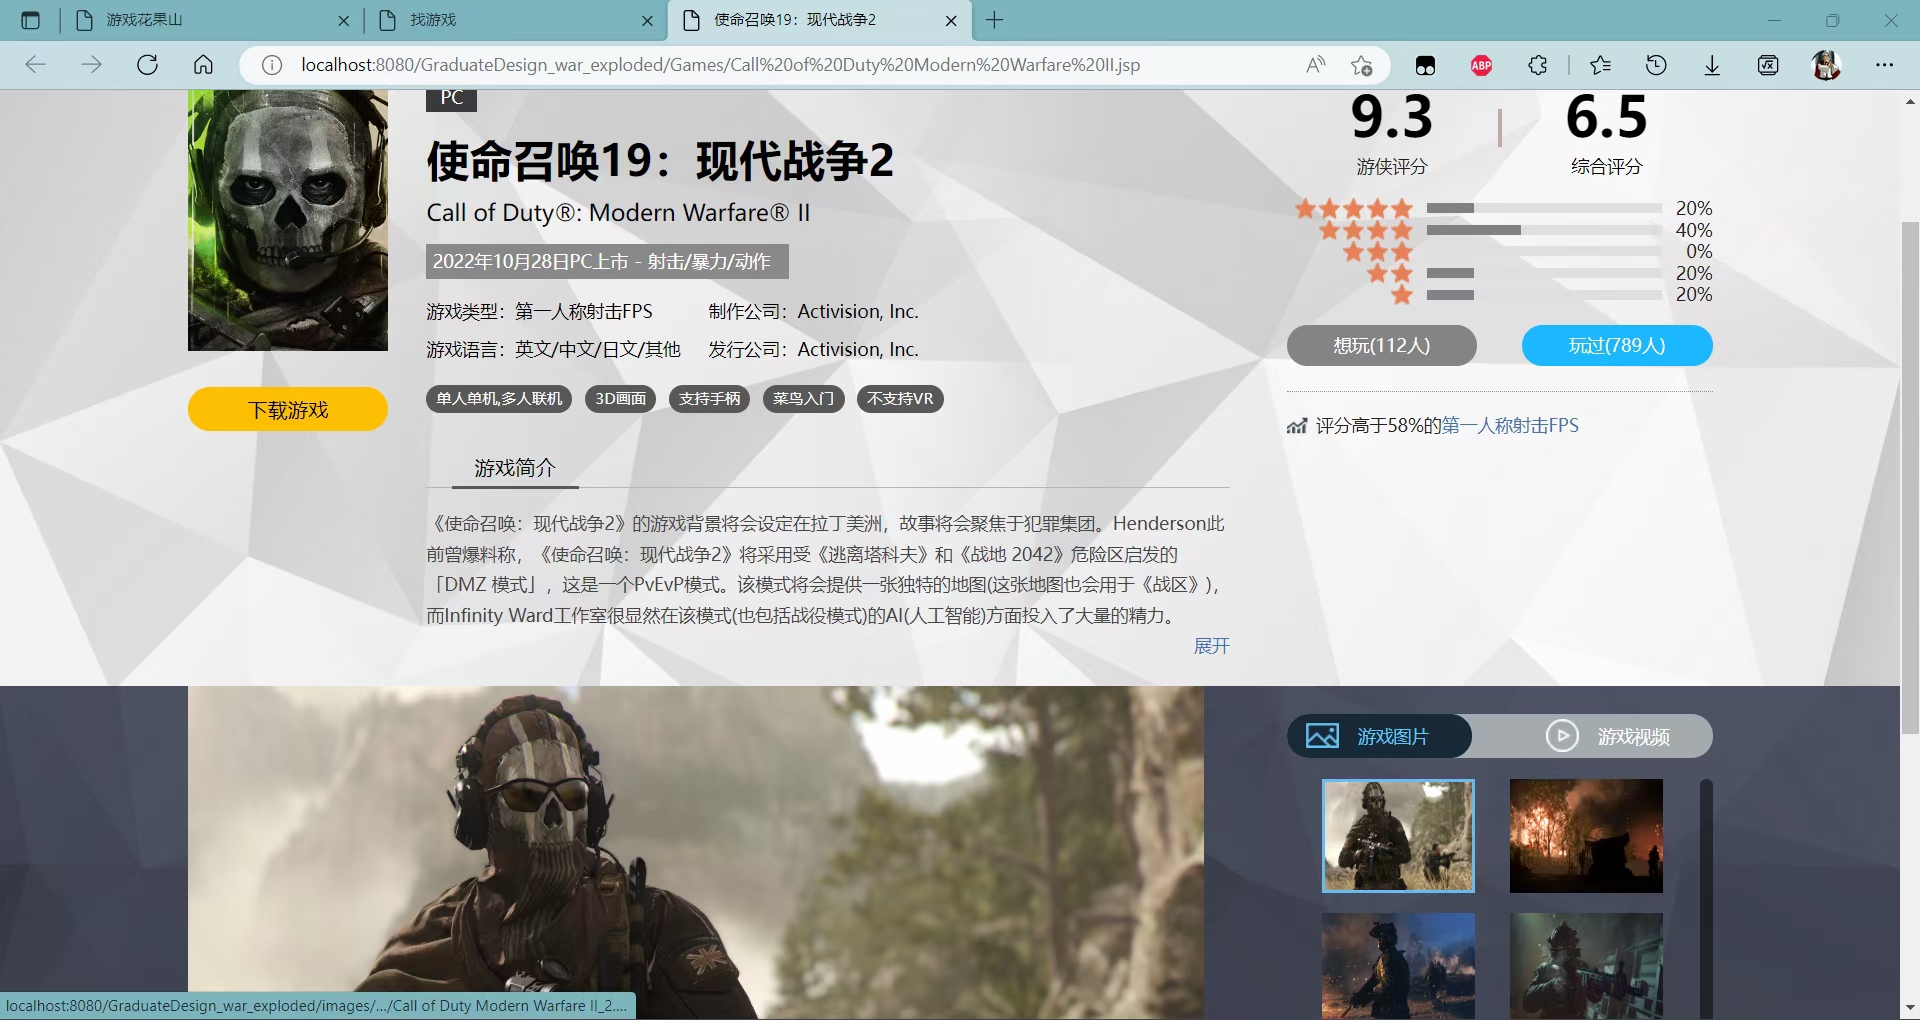 游戏花果山
找游戏
使命召唤19：现代战争2
localhost:8080/GraduateDesign_war_exploded/Games/Call%20of%20Duty%20Modern%20Warfare%20II.jsp
ABP
PC
使命召唤19：现代战争2
Call of Duty®: Modern Warfare® II
2022年10月28日PC上市 - 射击/暴力/动作
游戏类型：第一人称射击FPS 制作公司：Activision, Inc.
游戏语言：英文/中文/日文/其他 发行公司：Activision, Inc.
单人单机,多人联机 3D画面 支持手柄 菜鸟入门 不支持VR
下载游戏
9.3 6.5
游侠评分 综合评分
20%
40%
0%
20%
20%
想玩(112人) 玩过(789人)
评分高于58%的第一人称射击FPS
游戏简介
《使命召唤：现代战争2》的游戏背景将会设定在拉丁美洲，故事将会聚焦于犯罪集团。Henderson此
前曾爆料称，《使命召唤：现代战争2》将采用受《逃离塔科夫》和《战地 2042》危险区启发的
「DMZ 模式」，这是一个PvEvP模式。该模式将会提供一张独特的地图(这张地图也会用于《战区》)，
而Infinity Ward工作室很显然在该模式(也包括战役模式)的AI(人工智能)方面投入了大量的精力。
展开
游戏图片 游戏视频
localhost:8080/GraduateDesign_war_exploded/images/.../Call of Duty Modern Warfare II_2....